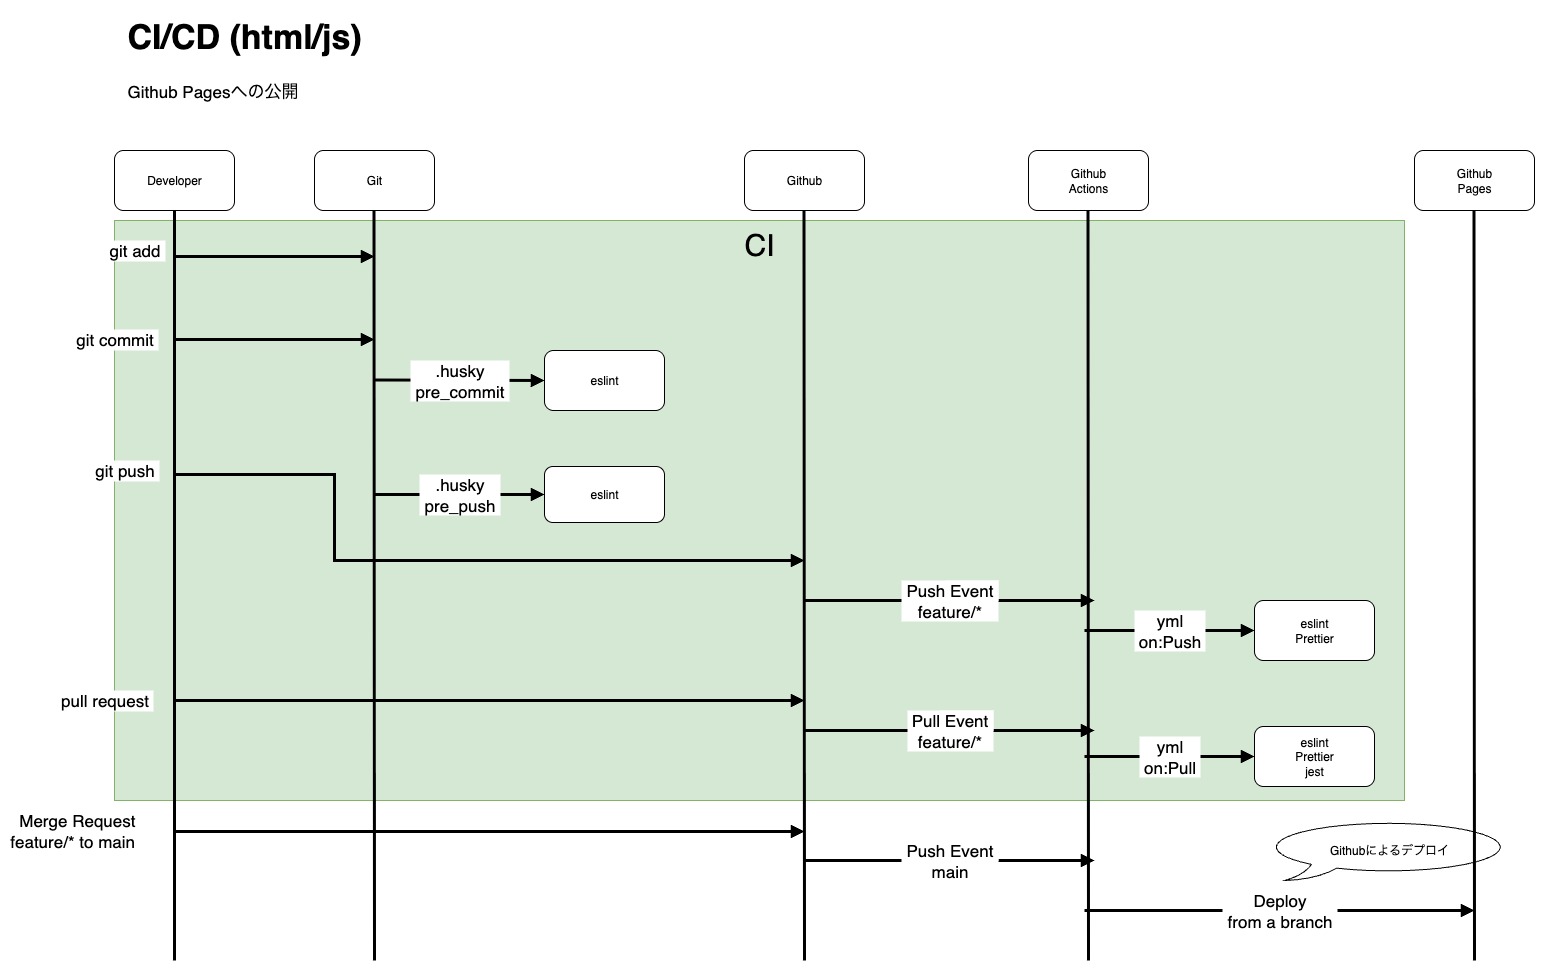 CI/CD (html/js)
Github Pagesへの公開
Developer
Git
Github
Github
Actions
Github
Pages
CI
git add
git commit
.husky
pre_commit
eslint
git push
.husky
pre_push
eslint
Push Event
feature/*
yml
on:Push
eslint
Prettier
pull request
Pull Event
feature/*
yml
on:Pull
eslint
Prettier
jest
Merge Request
feature/* to main
Push Event
main
Githubによるデプロイ
Deploy
from a branch